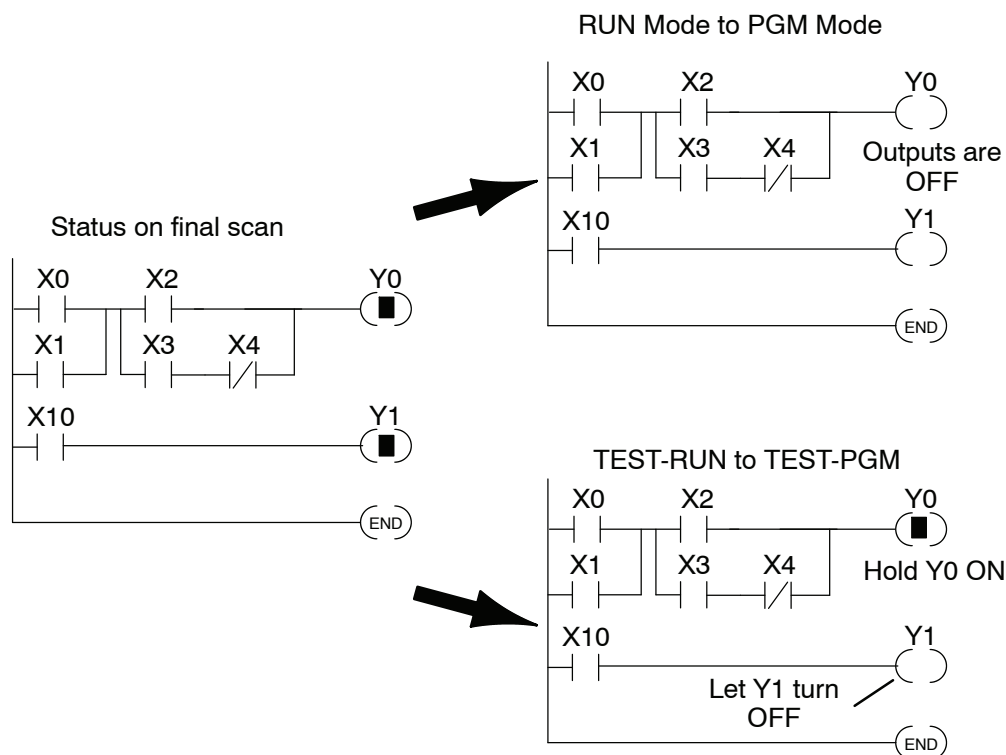 RUN Mode to PGM Mode
X0 X2 Y0
X1 X3 X4
Outputs are
OFF
X10 Y1
END
Status on final scan
X0 X2 Y0
X1 X3 X4
X10 Y1
END
TEST-RUN to TEST-PGM
X0 X2 Y0
X1 X3 X4
Hold Y0 ON
X10 Y1
Let Y1 turn
OFF
END